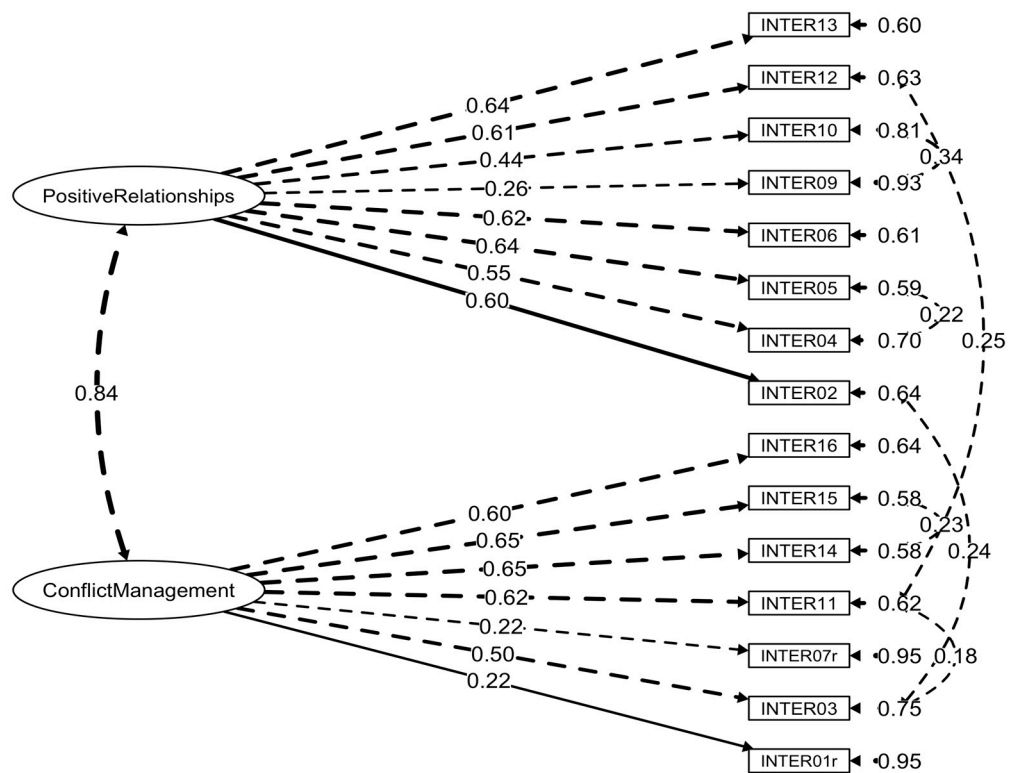 INTER13 0.60
INTER12 0.63
0.64
0.61
INTER10 0.81
0.44
0.34
0.26
INTER09 0.93
PositiveRelationships
0.62
INTER06 0.61
0.64
0.55
INTER05 0.59
0.60
0.22
INTER04 0.70
0.25
0.84
INTER02 0.64
INTER16 0.64
INTER15 0.58
0.60
0.23
0.65
INTER14 0.58
0.24
0.65
ConflictManagement
0.62
INTER11 0.62
0.22
0.50
INTER07r 0.95
0.18
0.22
INTER03 0.75
INTER01r 0.95